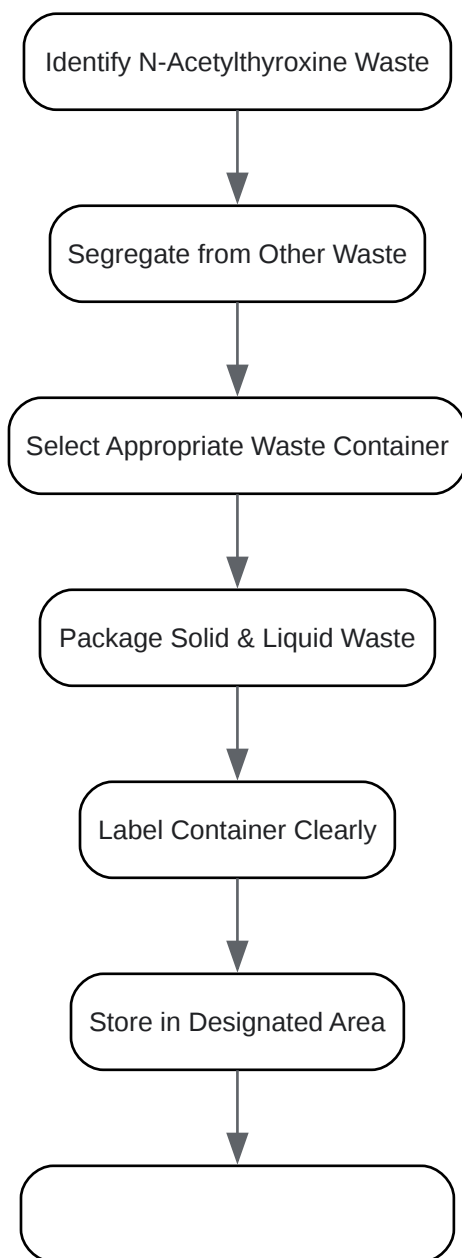 Identify N-Acetylthyroxine Waste
Segregate from Other Waste
Select Appropriate Waste Container
Package Solid & Liquid Waste
Label Container Clearly
Store in Designated Area